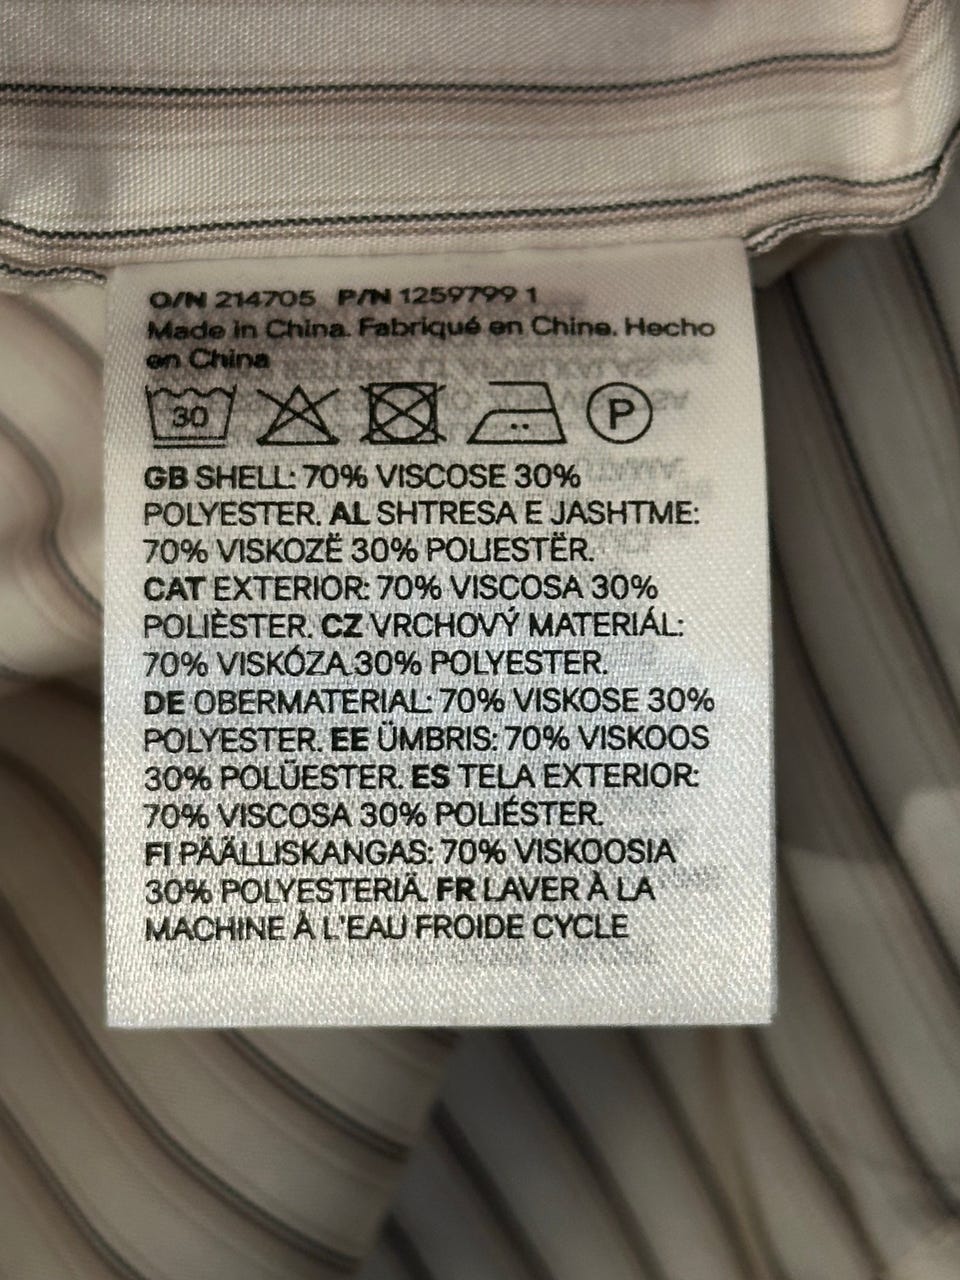 O/N 214705 P/N 1259799 1
Made in China. Fabriqué en Chine. Hecho
en China
30
P
GB SHELL: 70% VISCOSE 30%
POLYESTER. AL SHTRESA E JASHTME:
70% VISKOZË 30% POLIESTËR.
CAT EXTERIOR: 70% VISCOSA 30%
POLIÈSTER. CZ VRCHOVÝ MATERIÁL:
70% VISKÓZA 30% POLYESTER.
DE OBERMATERIAL: 70% VISKOSE 30%
POLYESTER. EE ÜMBRIS: 70% VISKOOS
30% POLÜESTER. ES TELA EXTERIOR:
70% VISCOSA 30% POLIÉSTER.
FI PÄÄLLISKANGAS: 70% VISKOOSIA
30% POLYESTERIÄ. FR LAVER À LA
MACHINE À L'EAU FROIDE CYCLE